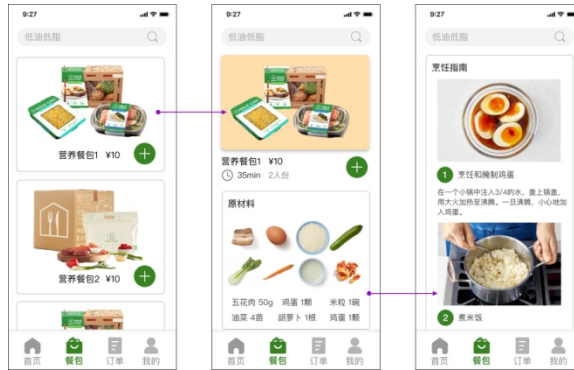 9:27
低油低脂
营养餐包1 ¥10
营养餐包2 ¥10
首页 餐包 订单 我的
9:27
低油低脂
营养餐包1 ¥10
35min 2人份
原材料
五花肉 50g 鸡蛋 1颗 米粒 1碗
油菜 4苗 胡萝卜 1根 鸡蛋 1颗
首页 餐包 订单 我的
9:27
低油低脂
烹饪指南
1 烹饪和腌制鸡蛋
在一个小锅中注入3/4的水。盖上锅盖，
用大火加热至沸腾。一旦沸腾，小心地加
入鸡蛋。
2 煮米饭
首页 餐包 订单 我的